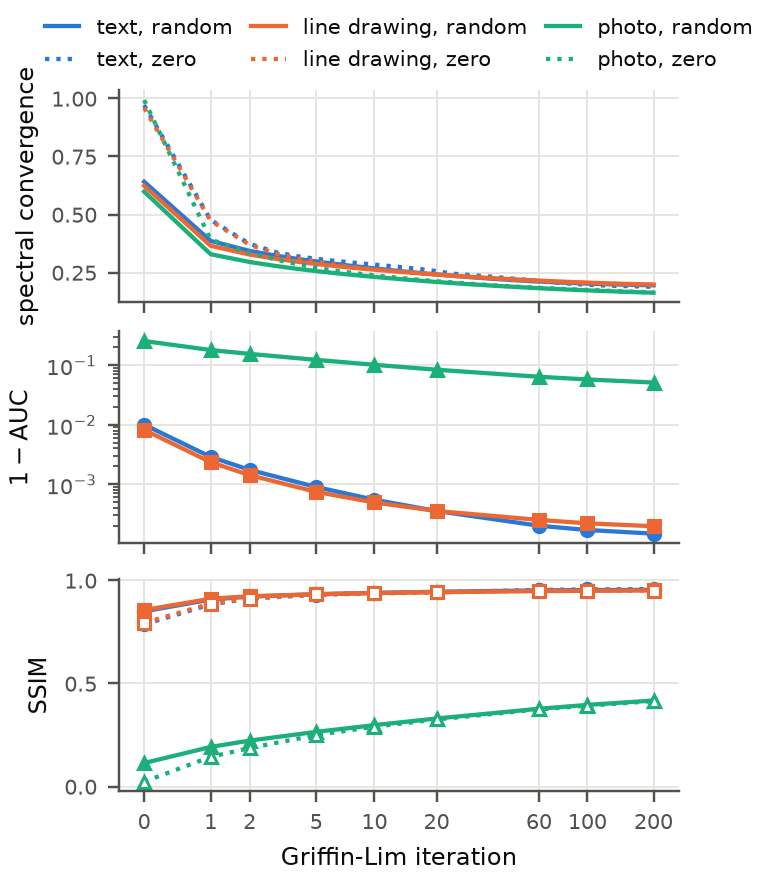 text, random line drawing, random photo, random
text, zero line drawing, zero photo, zero
spectral convergence
1.00
0.75
0.50
0.25
1 − AUC
10⁻¹
10⁻²
10⁻³
SSIM
1.0
0.5
0.0
0 1 2 5 10 20 60 100 200
Griffin-Lim iteration